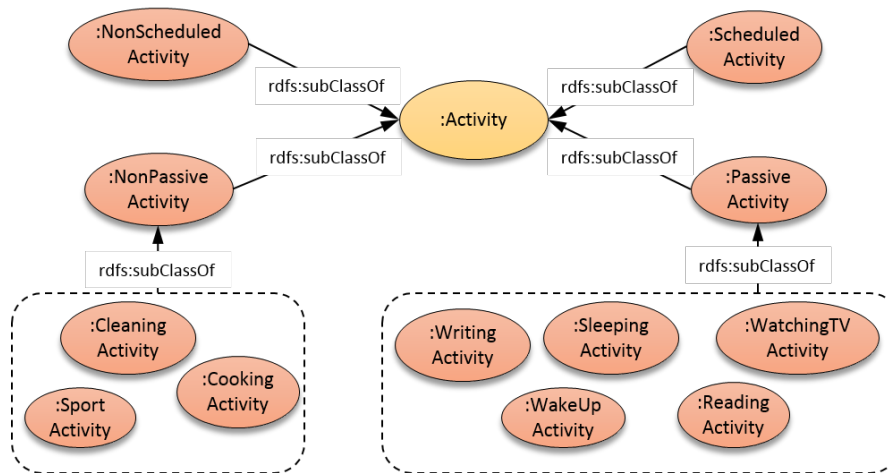 :NonScheduled
Activity
:Scheduled
Activity
rdfs:subClassOf
rdfs:subClassOf
:Activity
rdfs:subClassOf
rdfs:subClassOf
:NonPassive
Activity
:Passive
Activity
rdfs:subClassOf
rdfs:subClassOf
:Cleaning
Activity
:Cooking
Activity
:Sport
Activity
:Writing
Activity
:Sleeping
Activity
:WatchingTV
Activity
:WakeUp
Activity
:Reading
Activity